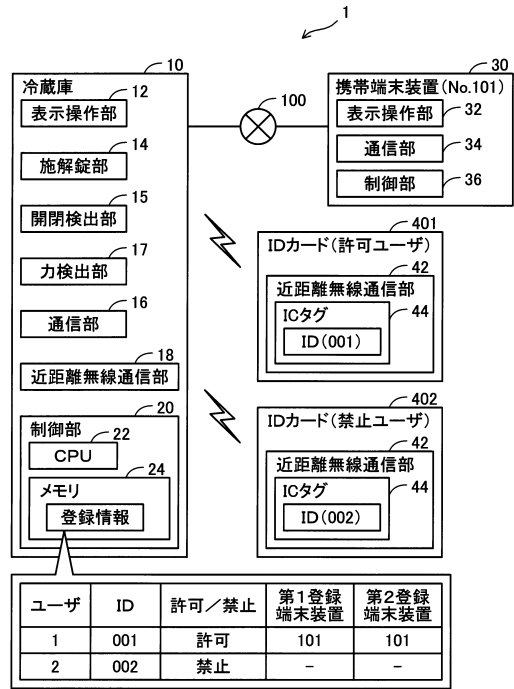 1
10
冷蔵庫
12
表示操作部
14
施解錠部
15
開閉検出部
17
力検出部
16
通信部
18
近距離無線通信部
20
制御部
22
CPU
24
メモリ
登録情報
100
30
携帯端末装置(No.101)
32
表示操作部
34
通信部
36
制御部
401
IDカード(許可ユーザ)
42
近距離無線通信部
ICタグ
44
ID(001)
402
IDカード(禁止ユーザ)
42
近距離無線通信部
ICタグ
44
ID(002)
ユーザ ID 許可/禁止 第1登録端末装置 第2登録端末装置
1 001 許可 101 101
2 002 禁止 - -